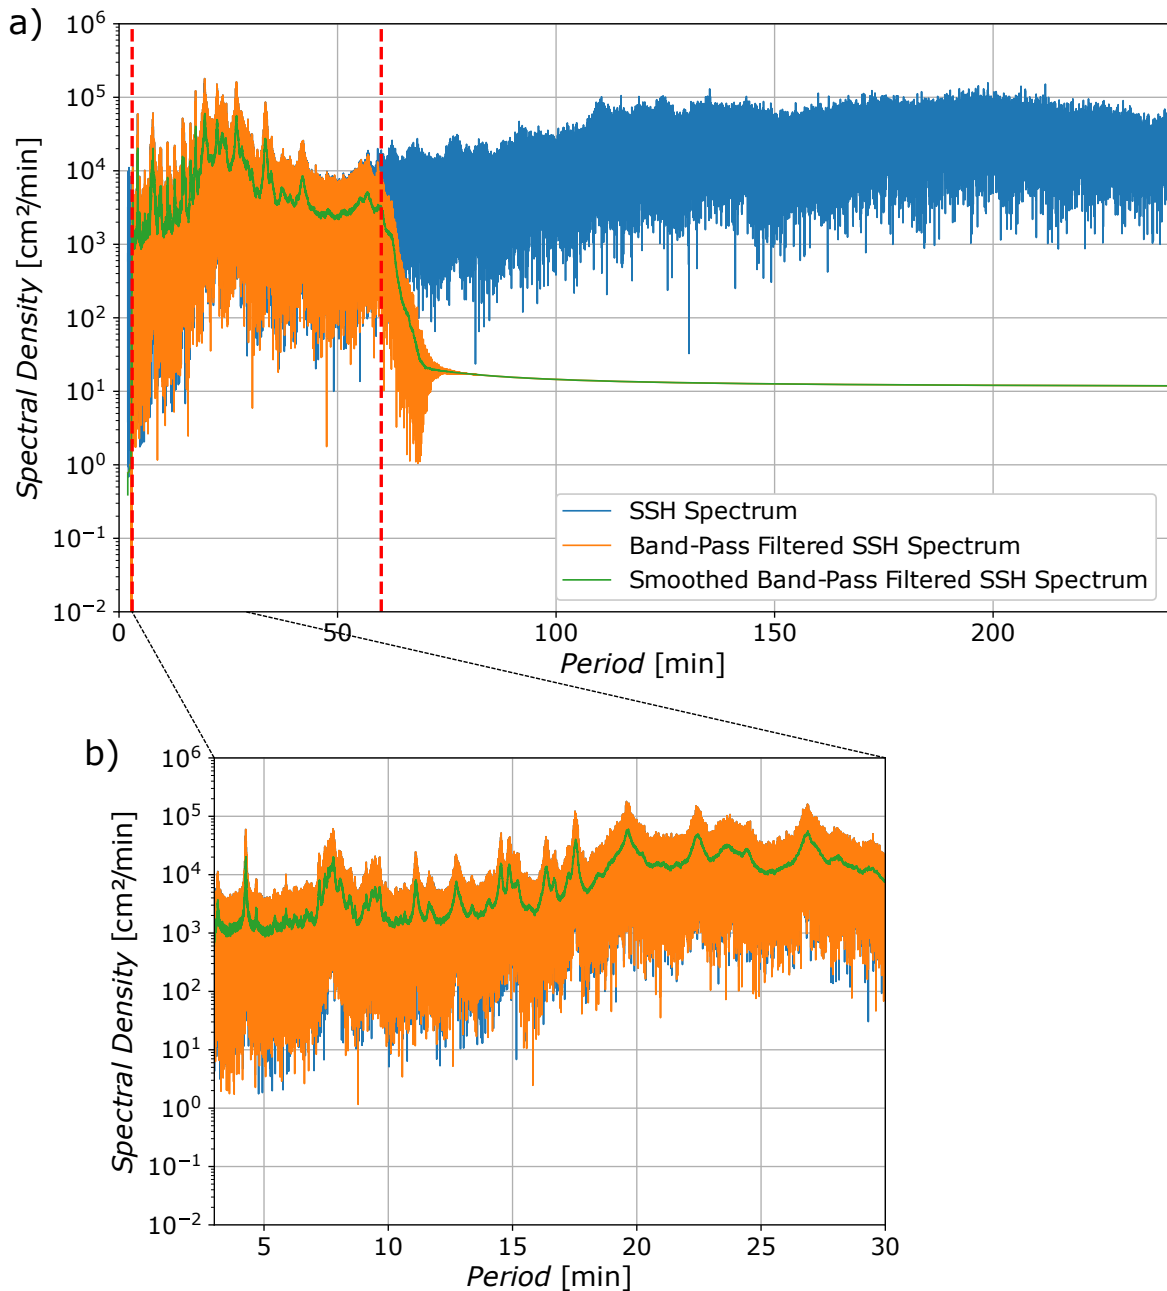 a)
10⁶
10⁵
10⁴
10³
10²
10¹
10⁰
10⁻¹
10⁻²
Spectral Density [cm²/min]
SSH Spectrum
Band-Pass Filtered SSH Spectrum
Smoothed Band-Pass Filtered SSH Spectrum
0 50 100 150 200
Period [min]
b)
10⁶
10⁵
10⁴
10³
10²
10¹
10⁰
10⁻¹
10⁻²
Spectral Density [cm²/min]
5 10 15 20 25 30
Period [min]